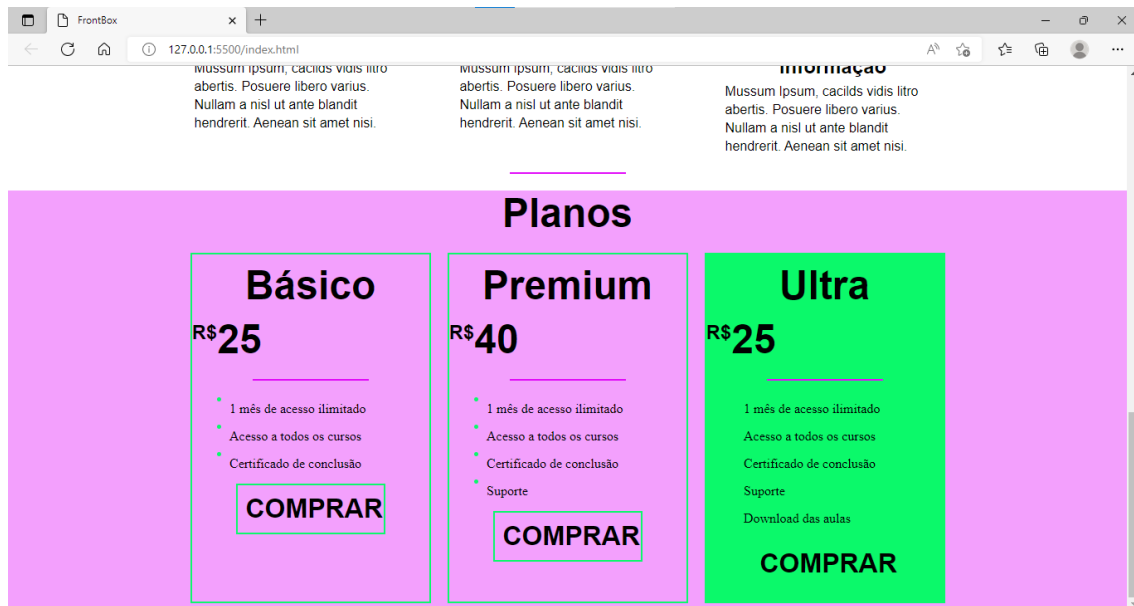 FrontBox
127.0.0.1:5500/index.html
Mussum Ipsum, cacilds vidis litro
abertis. Posuere libero varius.
Nullam a nisl ut ante blandit
hendrerit. Aenean sit amet nisi.
Mussum Ipsum, cacilds vidis litro
abertis. Posuere libero varius.
Nullam a nisl ut ante blandit
hendrerit. Aenean sit amet nisi.
Informação
Mussum Ipsum, cacilds vidis litro
abertis. Posuere libero varius.
Nullam a nisl ut ante blandit
hendrerit. Aenean sit amet nisi.
Planos
Básico
R$25
1 mês de acesso ilimitado
Acesso a todos os cursos
Certificado de conclusão
COMPRAR
Premium
R$40
1 mês de acesso ilimitado
Acesso a todos os cursos
Certificado de conclusão
Suporte
COMPRAR
Ultra
R$25
1 mês de acesso ilimitado
Acesso a todos os cursos
Certificado de conclusão
Suporte
Download das aulas
COMPRAR